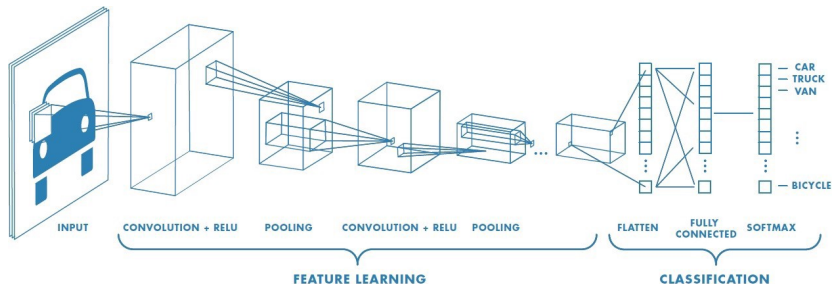 CAR
TRUCK
VAN
BICYCLE
INPUT
CONVOLUTION + RELU
POOLING
CONVOLUTION + RELU
POOLING
FLATTEN
FULLY
CONNECTED
SOFTMAX
FEATURE LEARNING
CLASSIFICATION